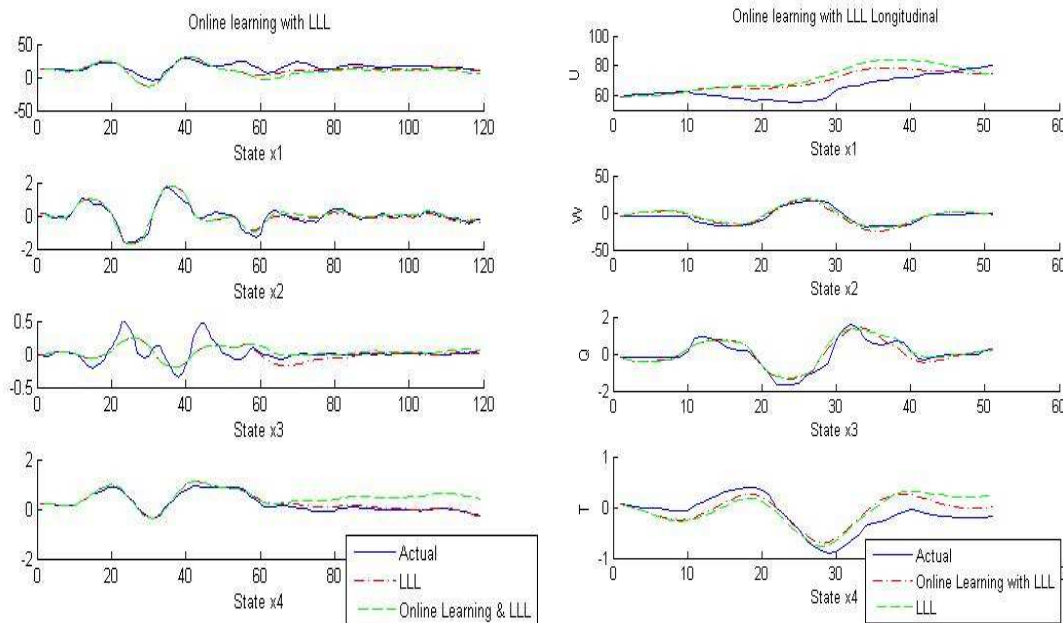 Online learning with LLL
50
0
-50
0 20 40 60 80 100 120
State x1
2
0
-2
0 20 40 60 80 100 120
State x2
0.5
0
-0.5
0 20 40 60 80 100 120
State x3
2
0
-2
0 20
State x4
Actual
LLL
Online Learning & LLL
Online learning with LLL Longitudinal
U
100
80
60
0 10 20 30 40 50 60
State x1
W
50
0
-50
0 10 20 30 40 50 60
State x2
Q
2
0
-2
0 10 20 30 40 50 60
State x3
T
1
0
-1
0 10 20 30
State x4
Actual
Online Learning with LLL
LLL